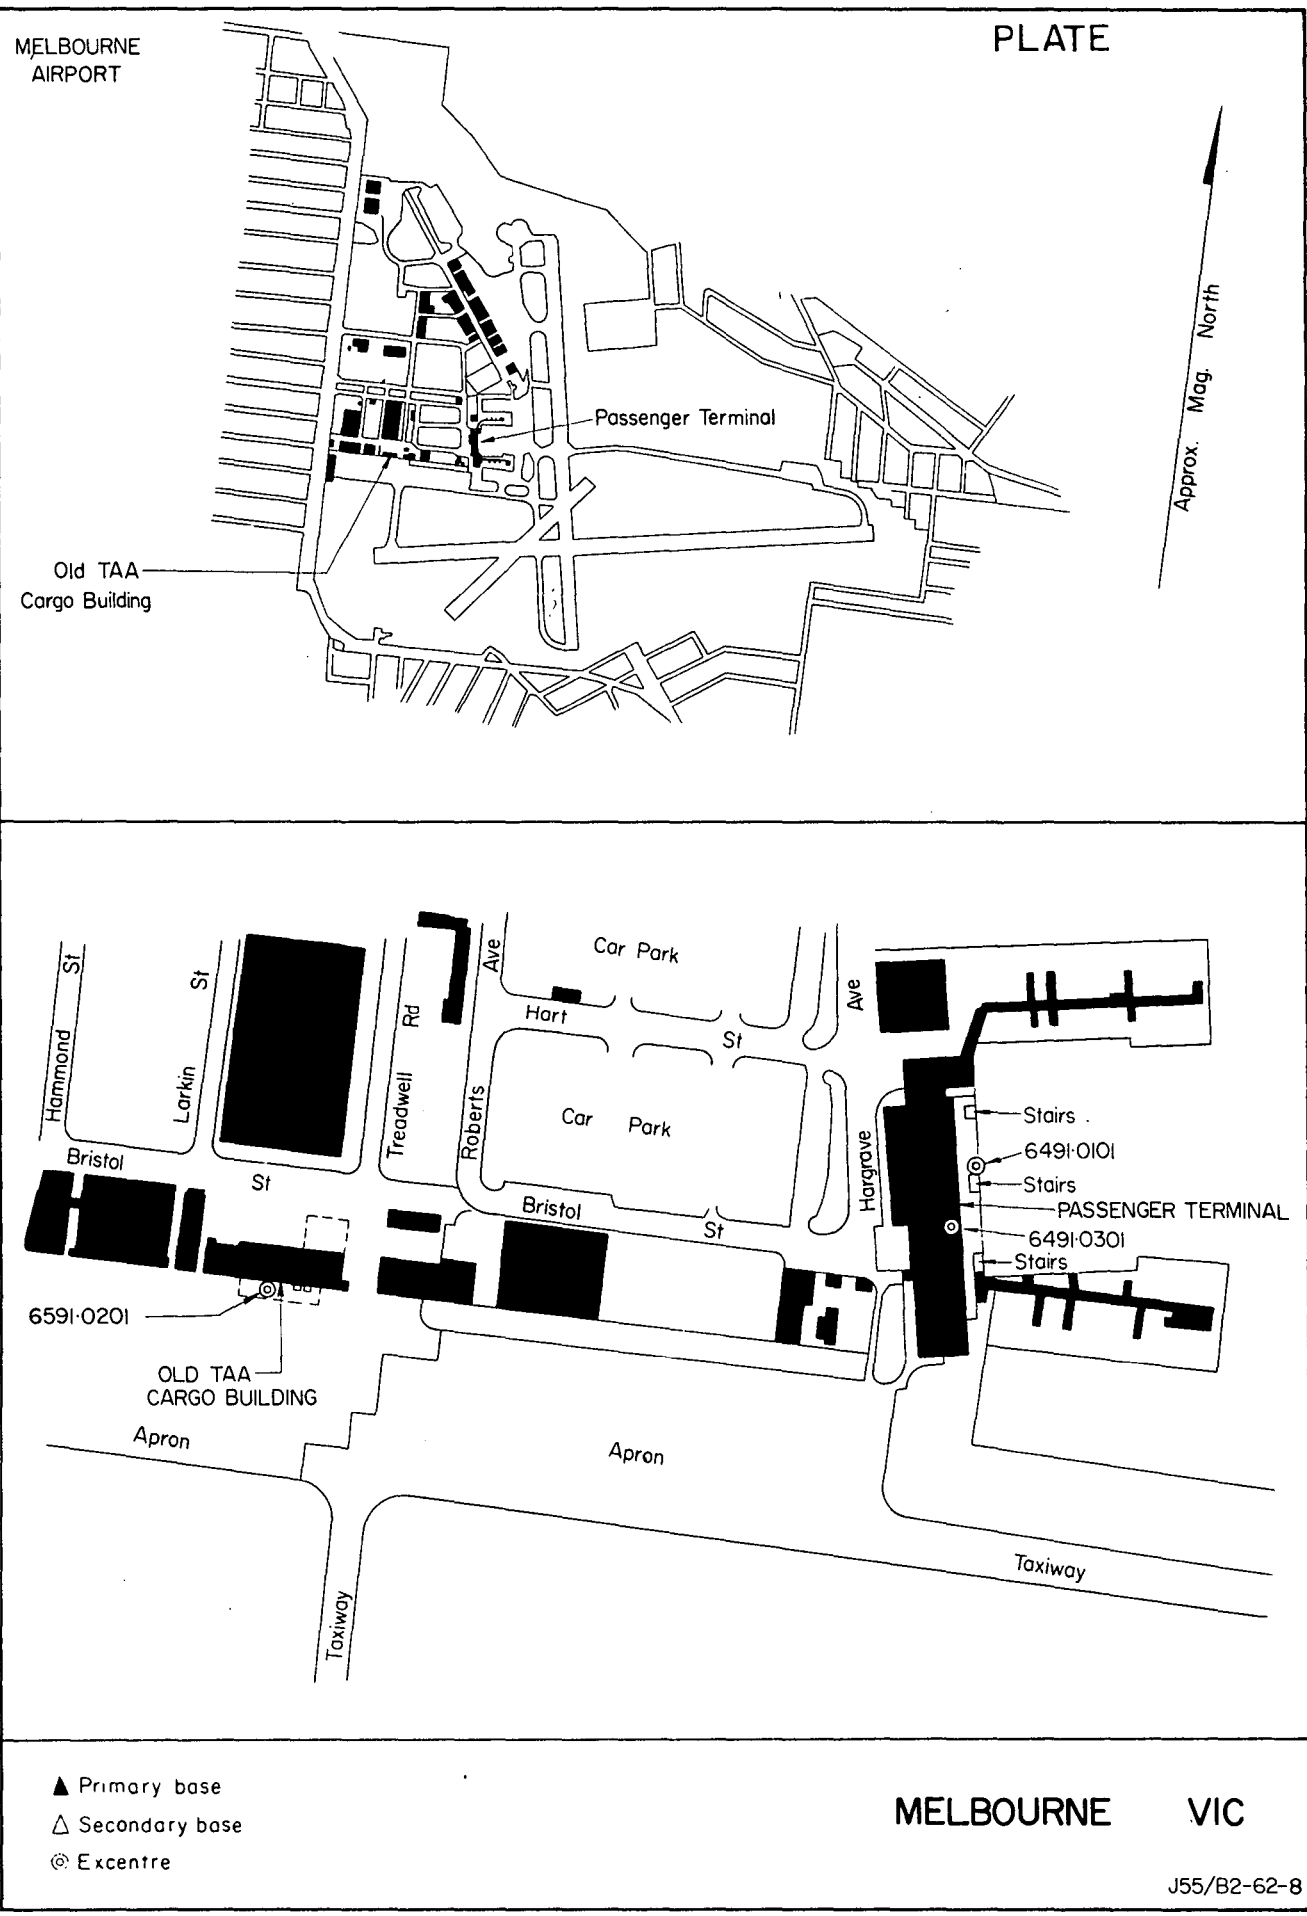 PLATE
MELBOURNE
AIRPORT
Approx. Mag. North
Passenger Terminal
Old TAA
Cargo Building
Hammond St
Larkin St
Treadwell Rd
Roberts Ave
Car Park
Hart St
Car Park
Hargrave Ave
Stairs
6491·0101
Stairs
PASSENGER TERMINAL
6491·0301
Stairs
Bristol St
Bristol St
6591·0201
OLD TAA
CARGO BUILDING
Apron
Apron
Taxiway
Taxiway
Primary base
Secondary base
Excentre
MELBOURNE VIC
J55/B2-62-8